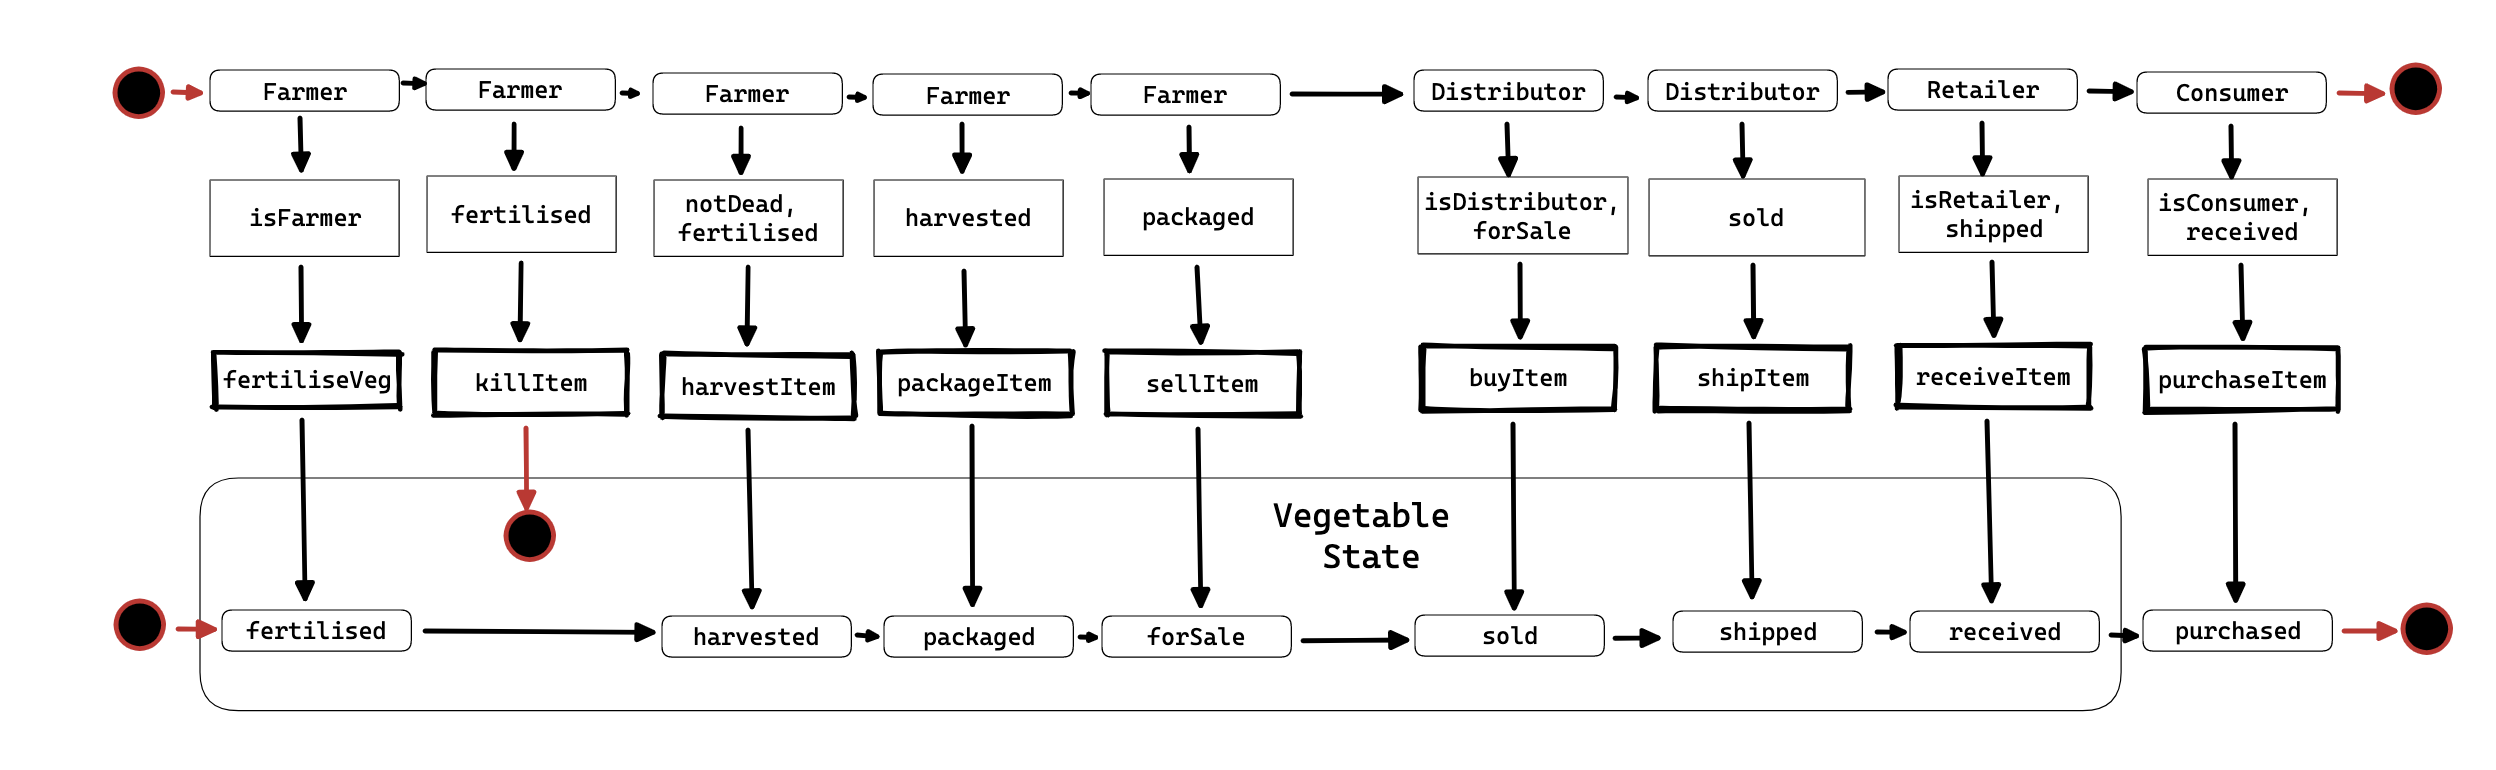 Farmer
Farmer
Farmer
Farmer
Farmer
Distributor
Distributor
Retailer
Consumer
isFarmer
fertilised
notDead,
fertilised
harvested
packaged
isDistributor,
forSale
sold
isRetailer,
shipped
isConsumer,
received
fertiliseVeg
killItem
harvestItem
packageItem
sellItem
buyItem
shipItem
receiveItem
purchaseItem
Vegetable
State
fertilised
harvested
packaged
forSale
sold
shipped
received
purchased